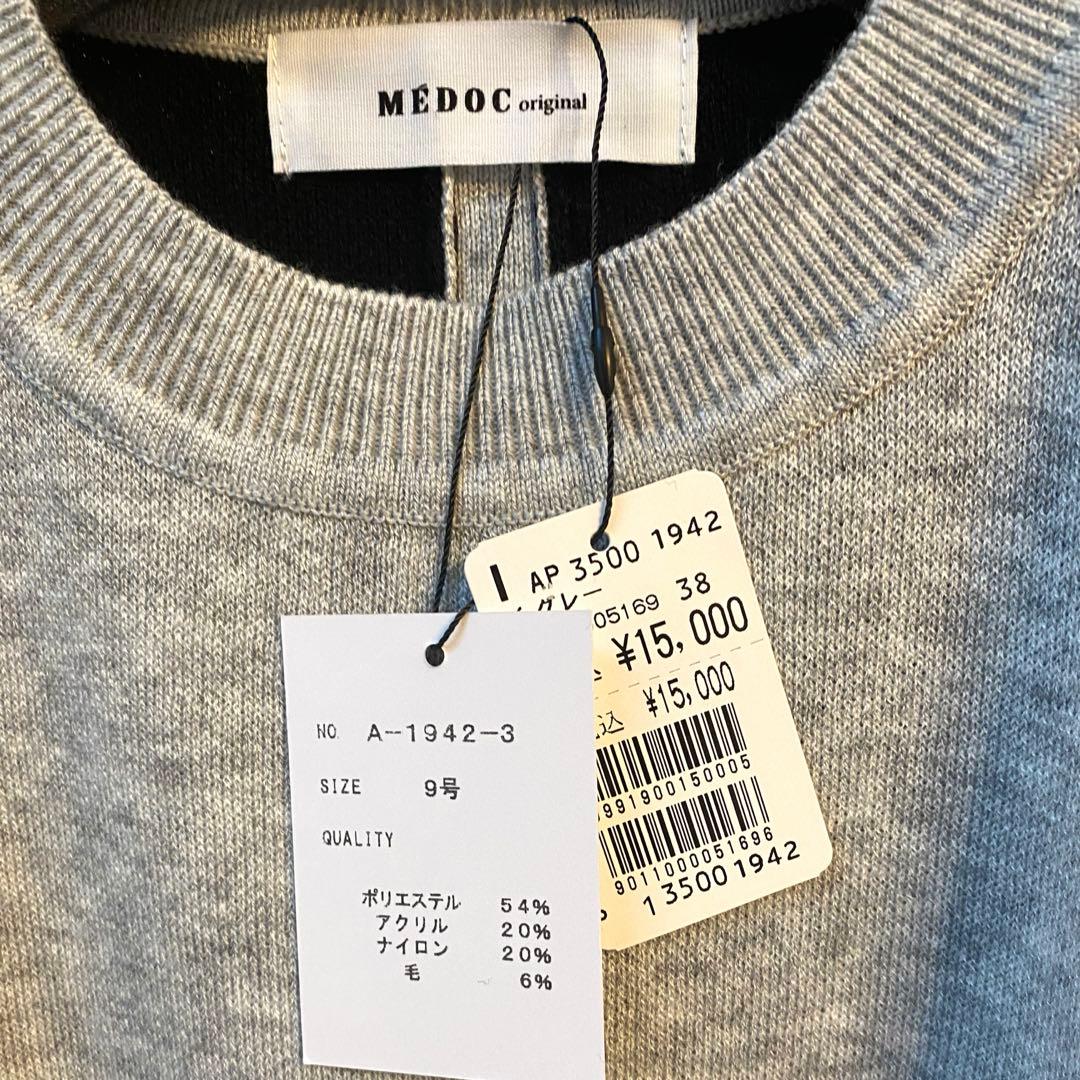 MÉDOC original
AP 3500 1942
グレー
05169 38
¥15,000
込 ¥15,000
991900150005
9011000051696
P 1 3500 1942
NO. A-1942-3
SIZE 9号
QUALITY
ポリエステル 54%
アクリル 20%
ナイロン 20%
毛 6%